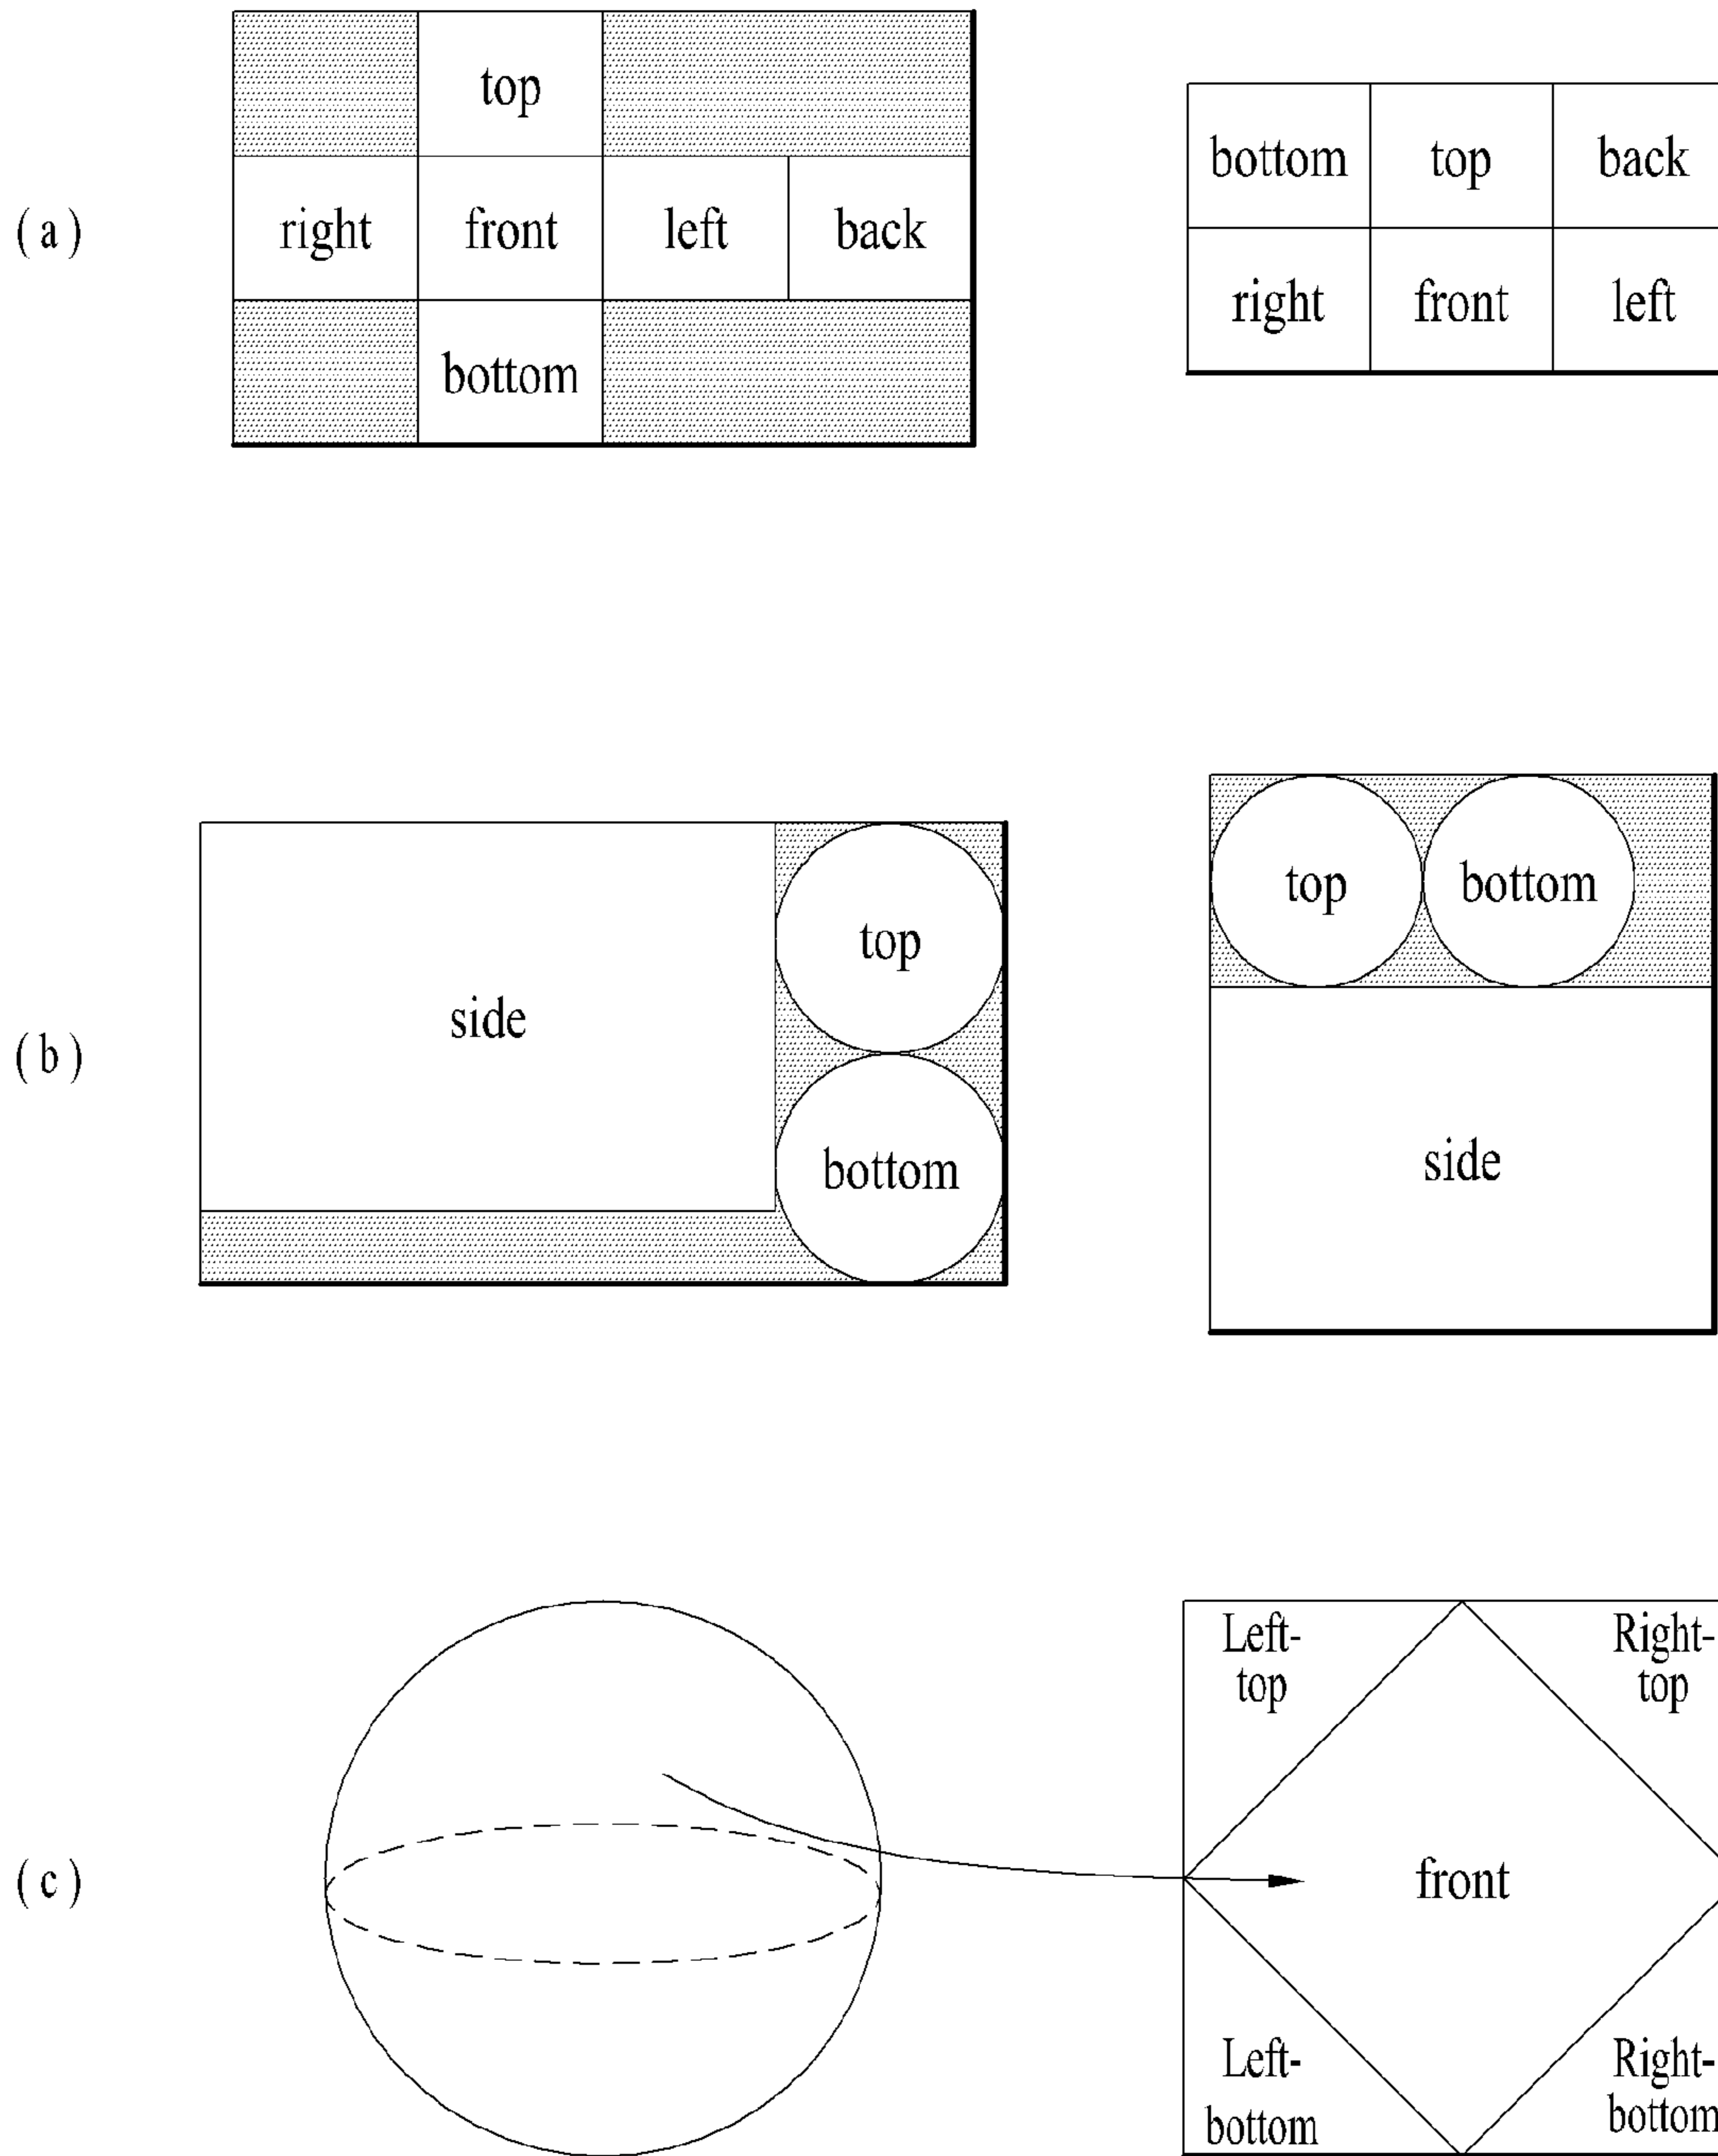 ( a )
top
right front left back
bottom
bottom top back
right front left
( b )
side
top
bottom
top bottom
side
( c )
Left-
top
Right-
top
front
Left-
bottom
Right-
bottom